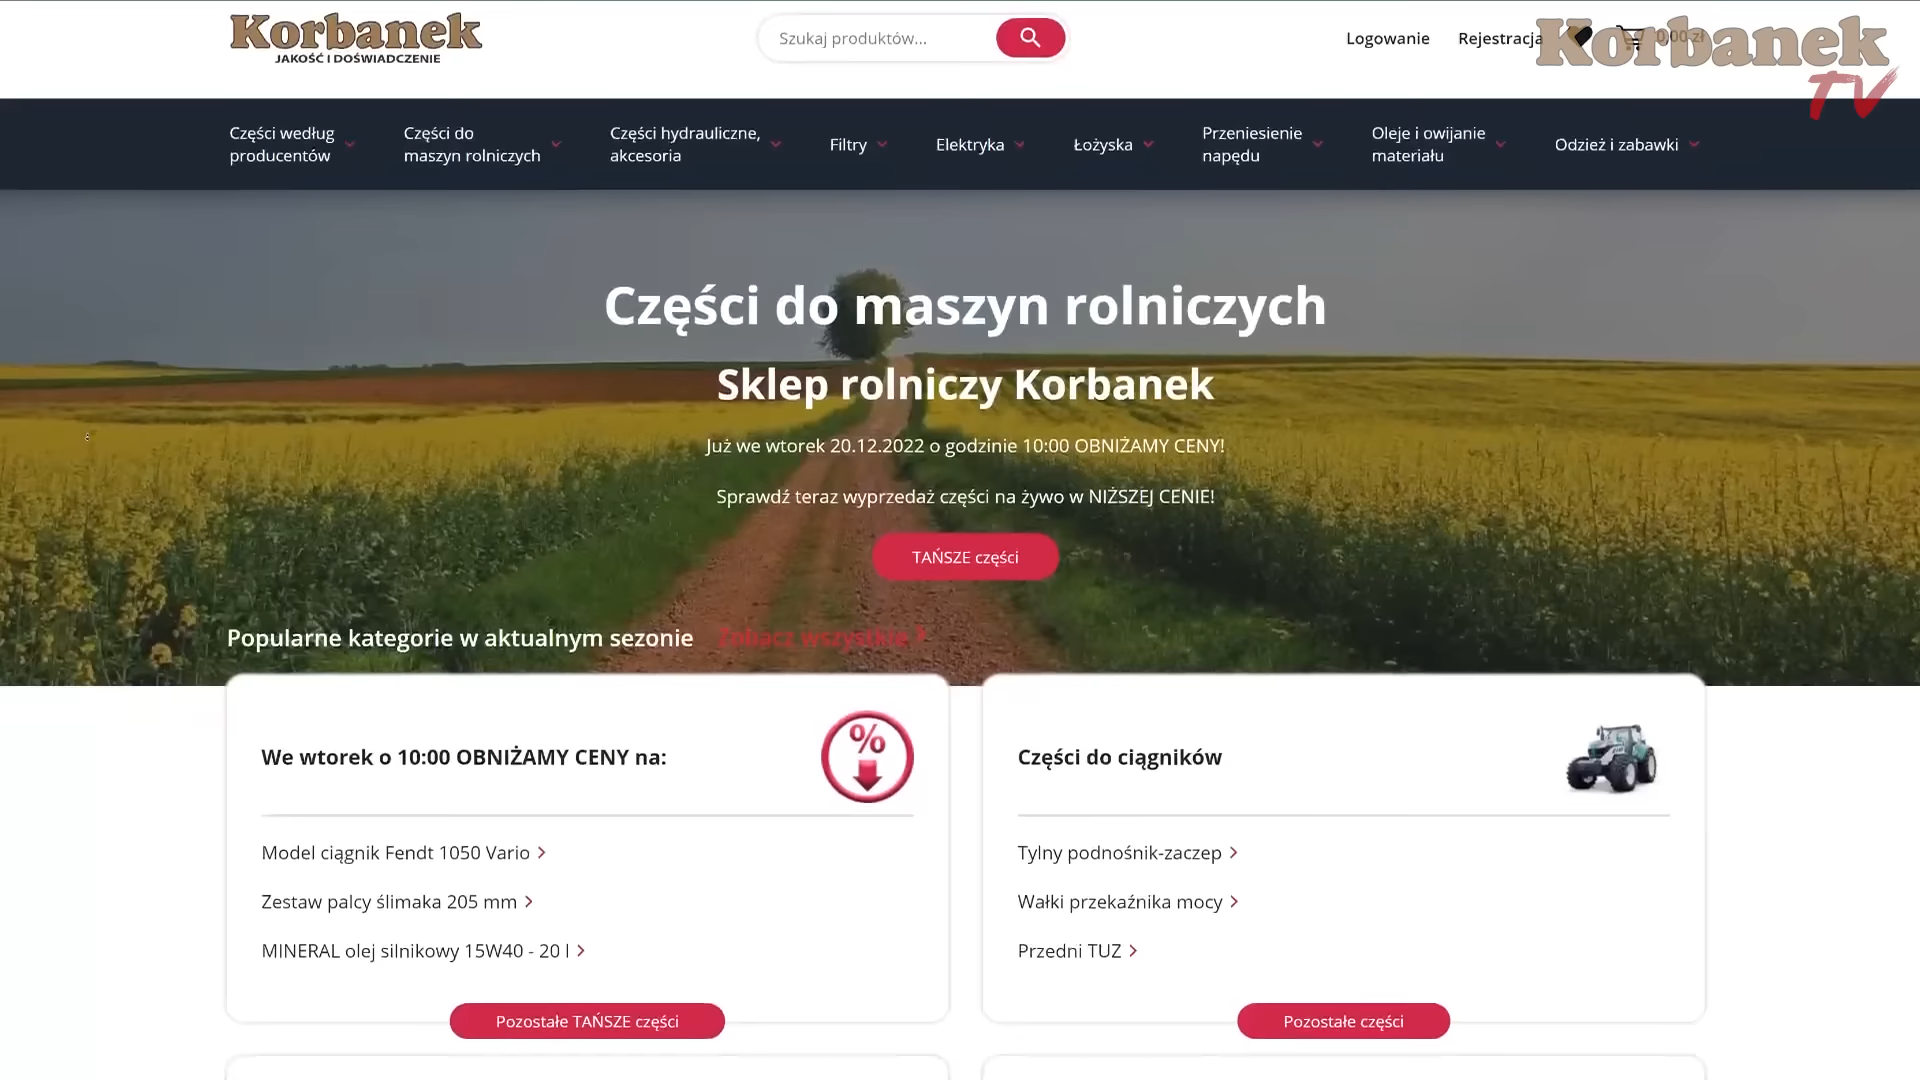 Korbanek
JAKOŚĆ I DOŚWIADCZENIE
Szukaj produktów...
Logowanie
Rejestracja
0,00 zł
Korbanek
TV
Części według
producentów
Części do
maszyn rolniczych
Części hydrauliczne,
akcesoria
Filtry
Elektryka
Łożyska
Przeniesienie
napędu
Oleje i owijanie
materiału
Odzież i zabawki
Części do maszyn rolniczych
Sklep rolniczy Korbanek
Już we wtorek 20.12.2022 o godzinie 10:00 OBNIŻAMY CENY!
Sprawdź teraz wyprzedaż części na żywo w NIŻSZEJ CENIE!
TAŃSZE części
Popularne kategorie w aktualnym sezonie Zobacz wszystkie
We wtorek o 10:00 OBNIŻAMY CENY na:
%
Model ciągnik Fendt 1050 Vario
Zestaw palcy ślimaka 205 mm
MINERAL olej silnikowy 15W40 - 20 l
Pozostałe TAŃSZE części
Części do ciągników
Tylny podnośnik-zaczep
Wałki przekaźnika mocy
Przedni TUZ
Pozostałe części